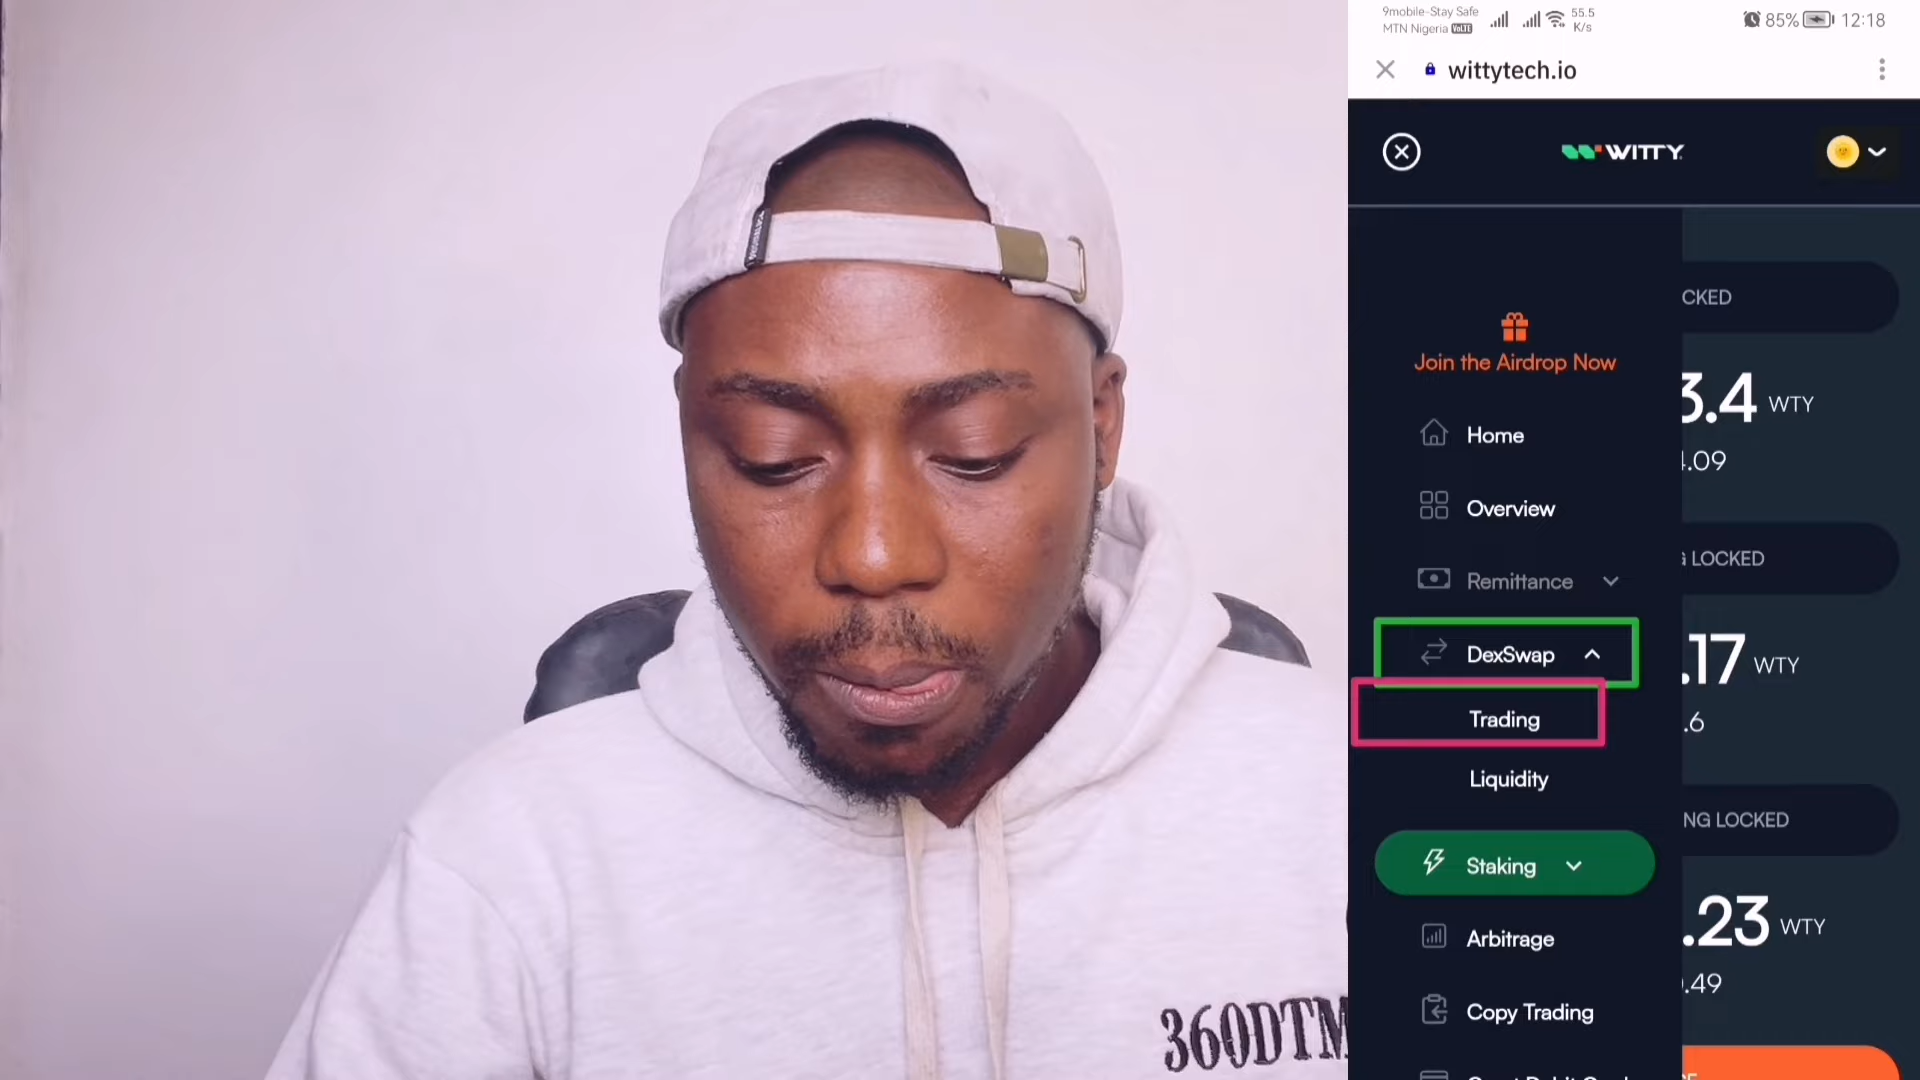 9mobile-Stay Safe
MTN Nigeria VoLTE
55.5
K/s
85%
12:18
wittytech.io
WITTY
Join the Airdrop Now
Home
Overview
Remittance
DexSwap
Trading
Liquidity
Staking
Arbitrage
Copy Trading
CKED
3.4 WTY
.09
LOCKED
.17 WTY
.6
NG LOCKED
.23 WTY
.49
360DTM